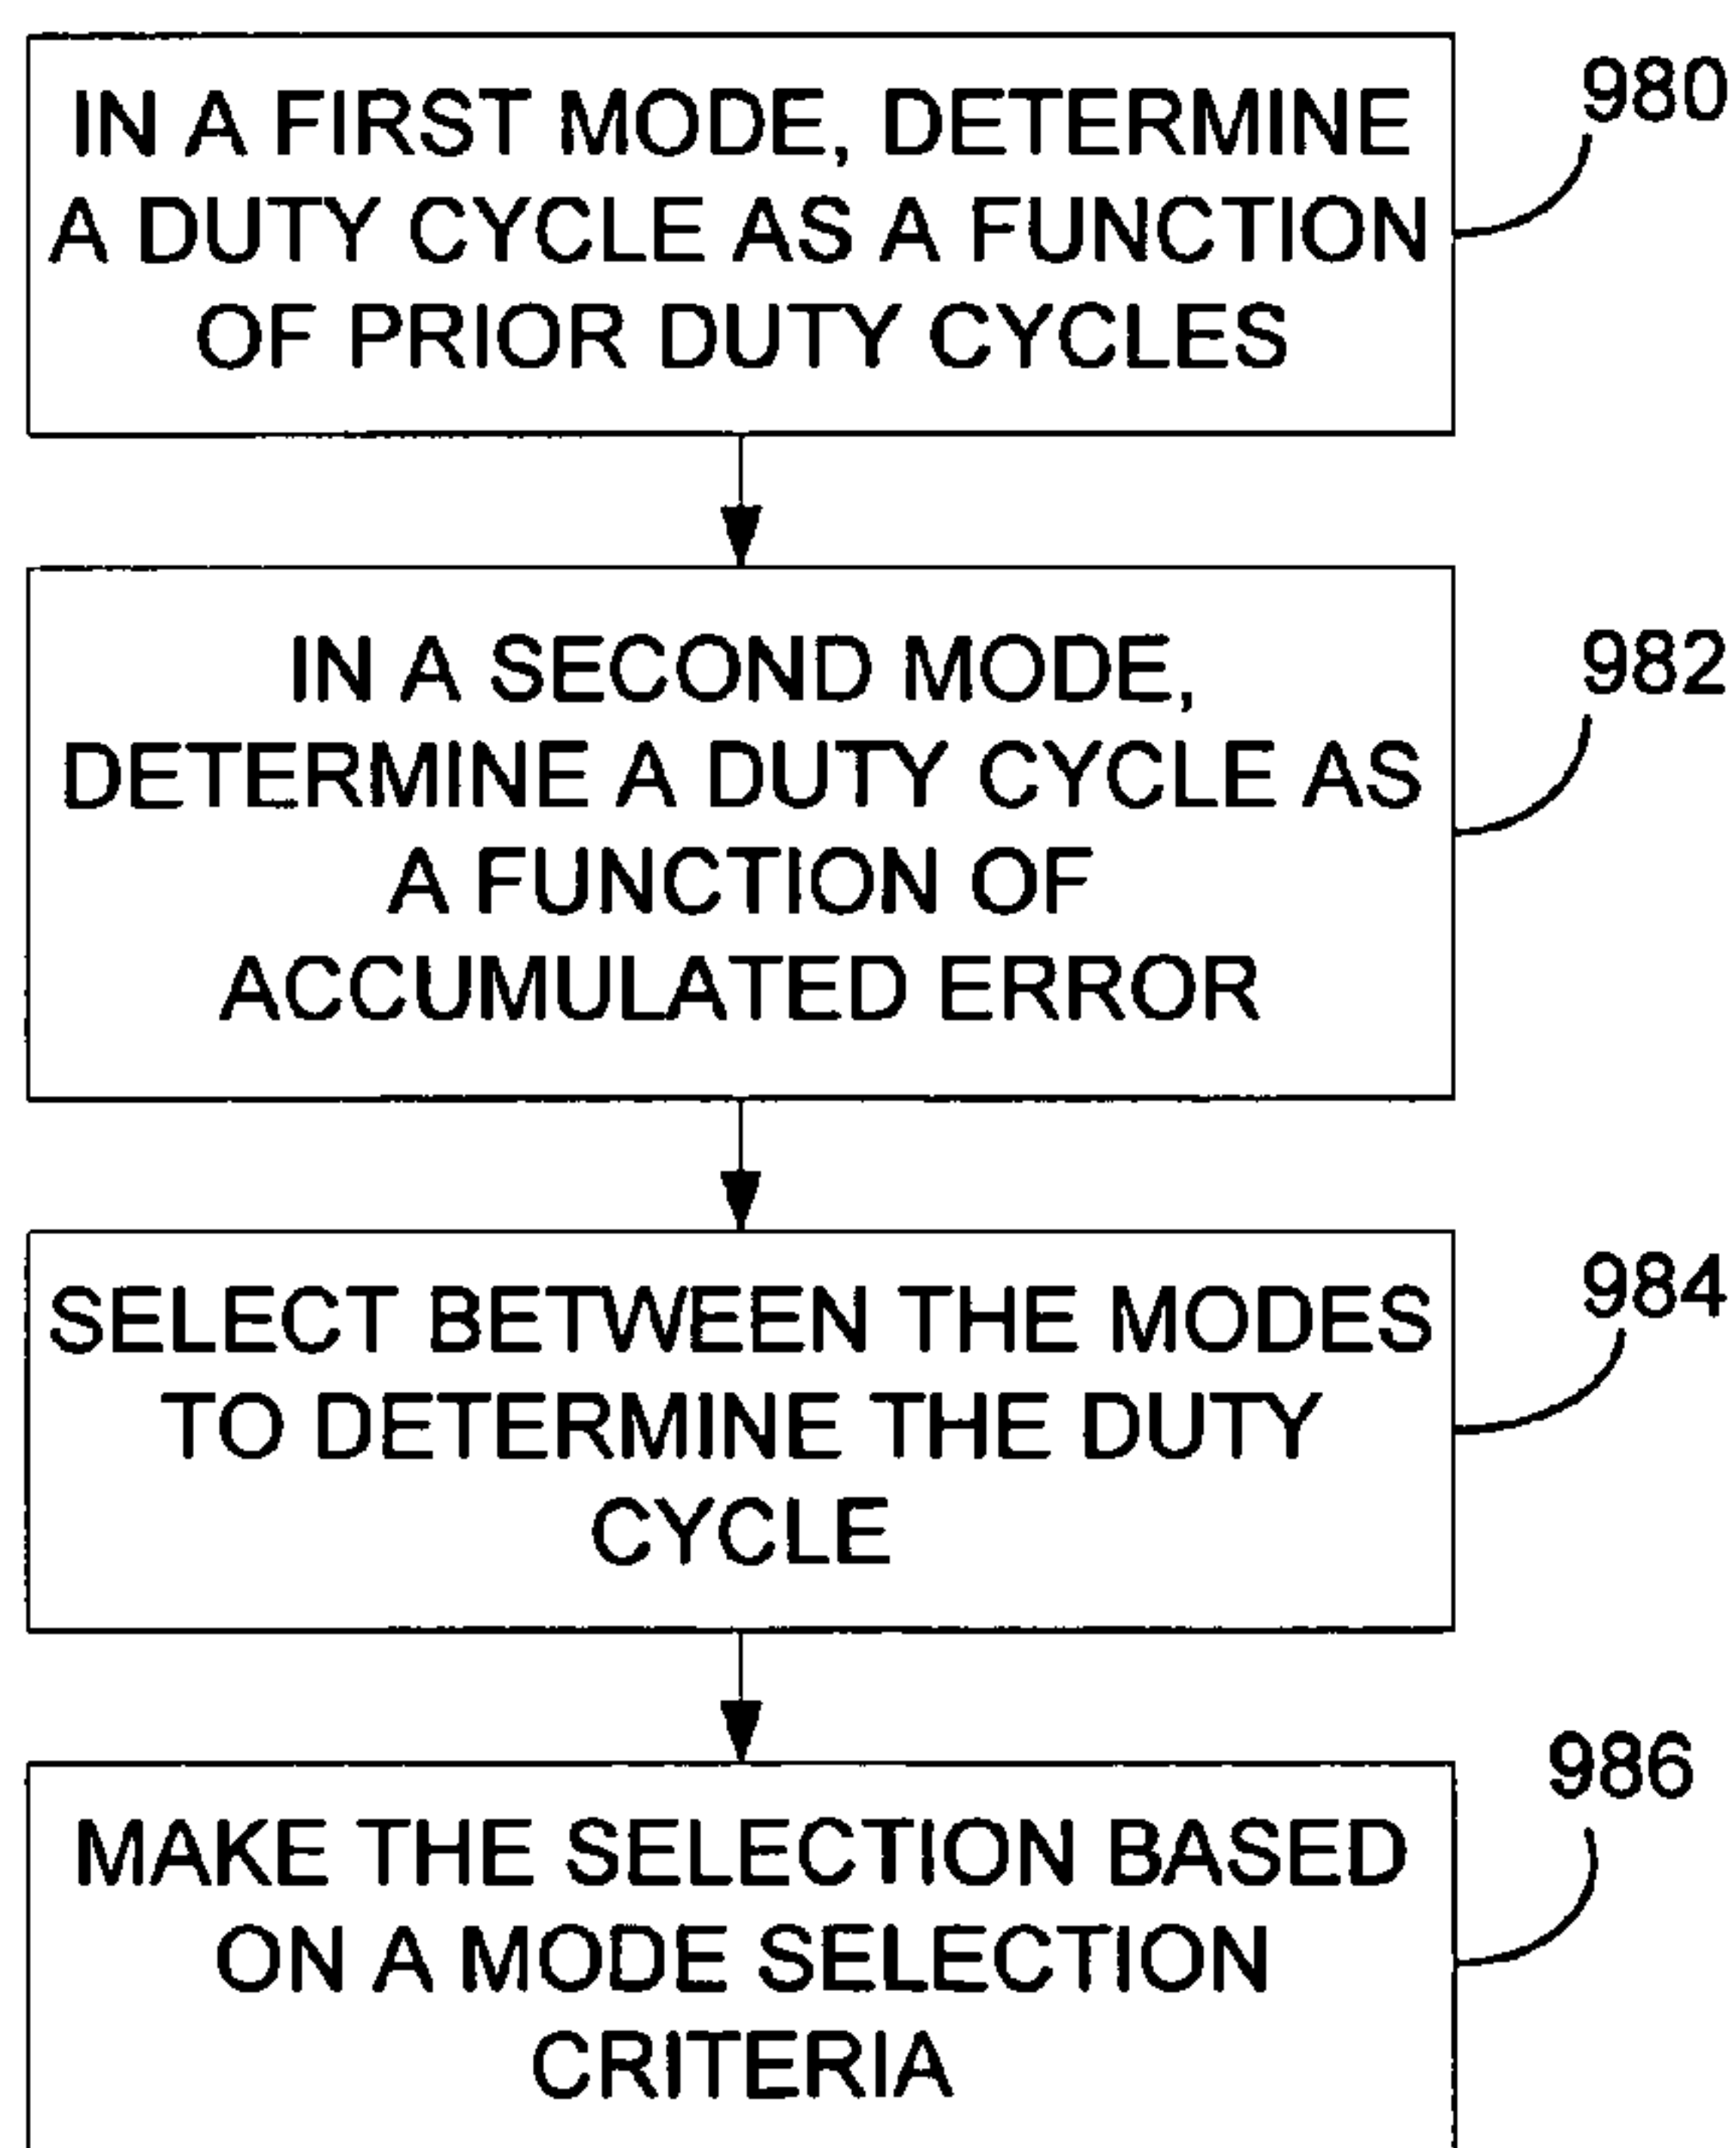 IN A FIRST MODE, DETERMINE
A DUTY CYCLE AS A FUNCTION
OF PRIOR DUTY CYCLES
980
IN A SECOND MODE,
DETERMINE A DUTY CYCLE AS
A FUNCTION OF
ACCUMULATED ERROR
982
SELECT BETWEEN THE MODES
TO DETERMINE THE DUTY
CYCLE
984
MAKE THE SELECTION BASED
ON A MODE SELECTION
CRITERIA
986